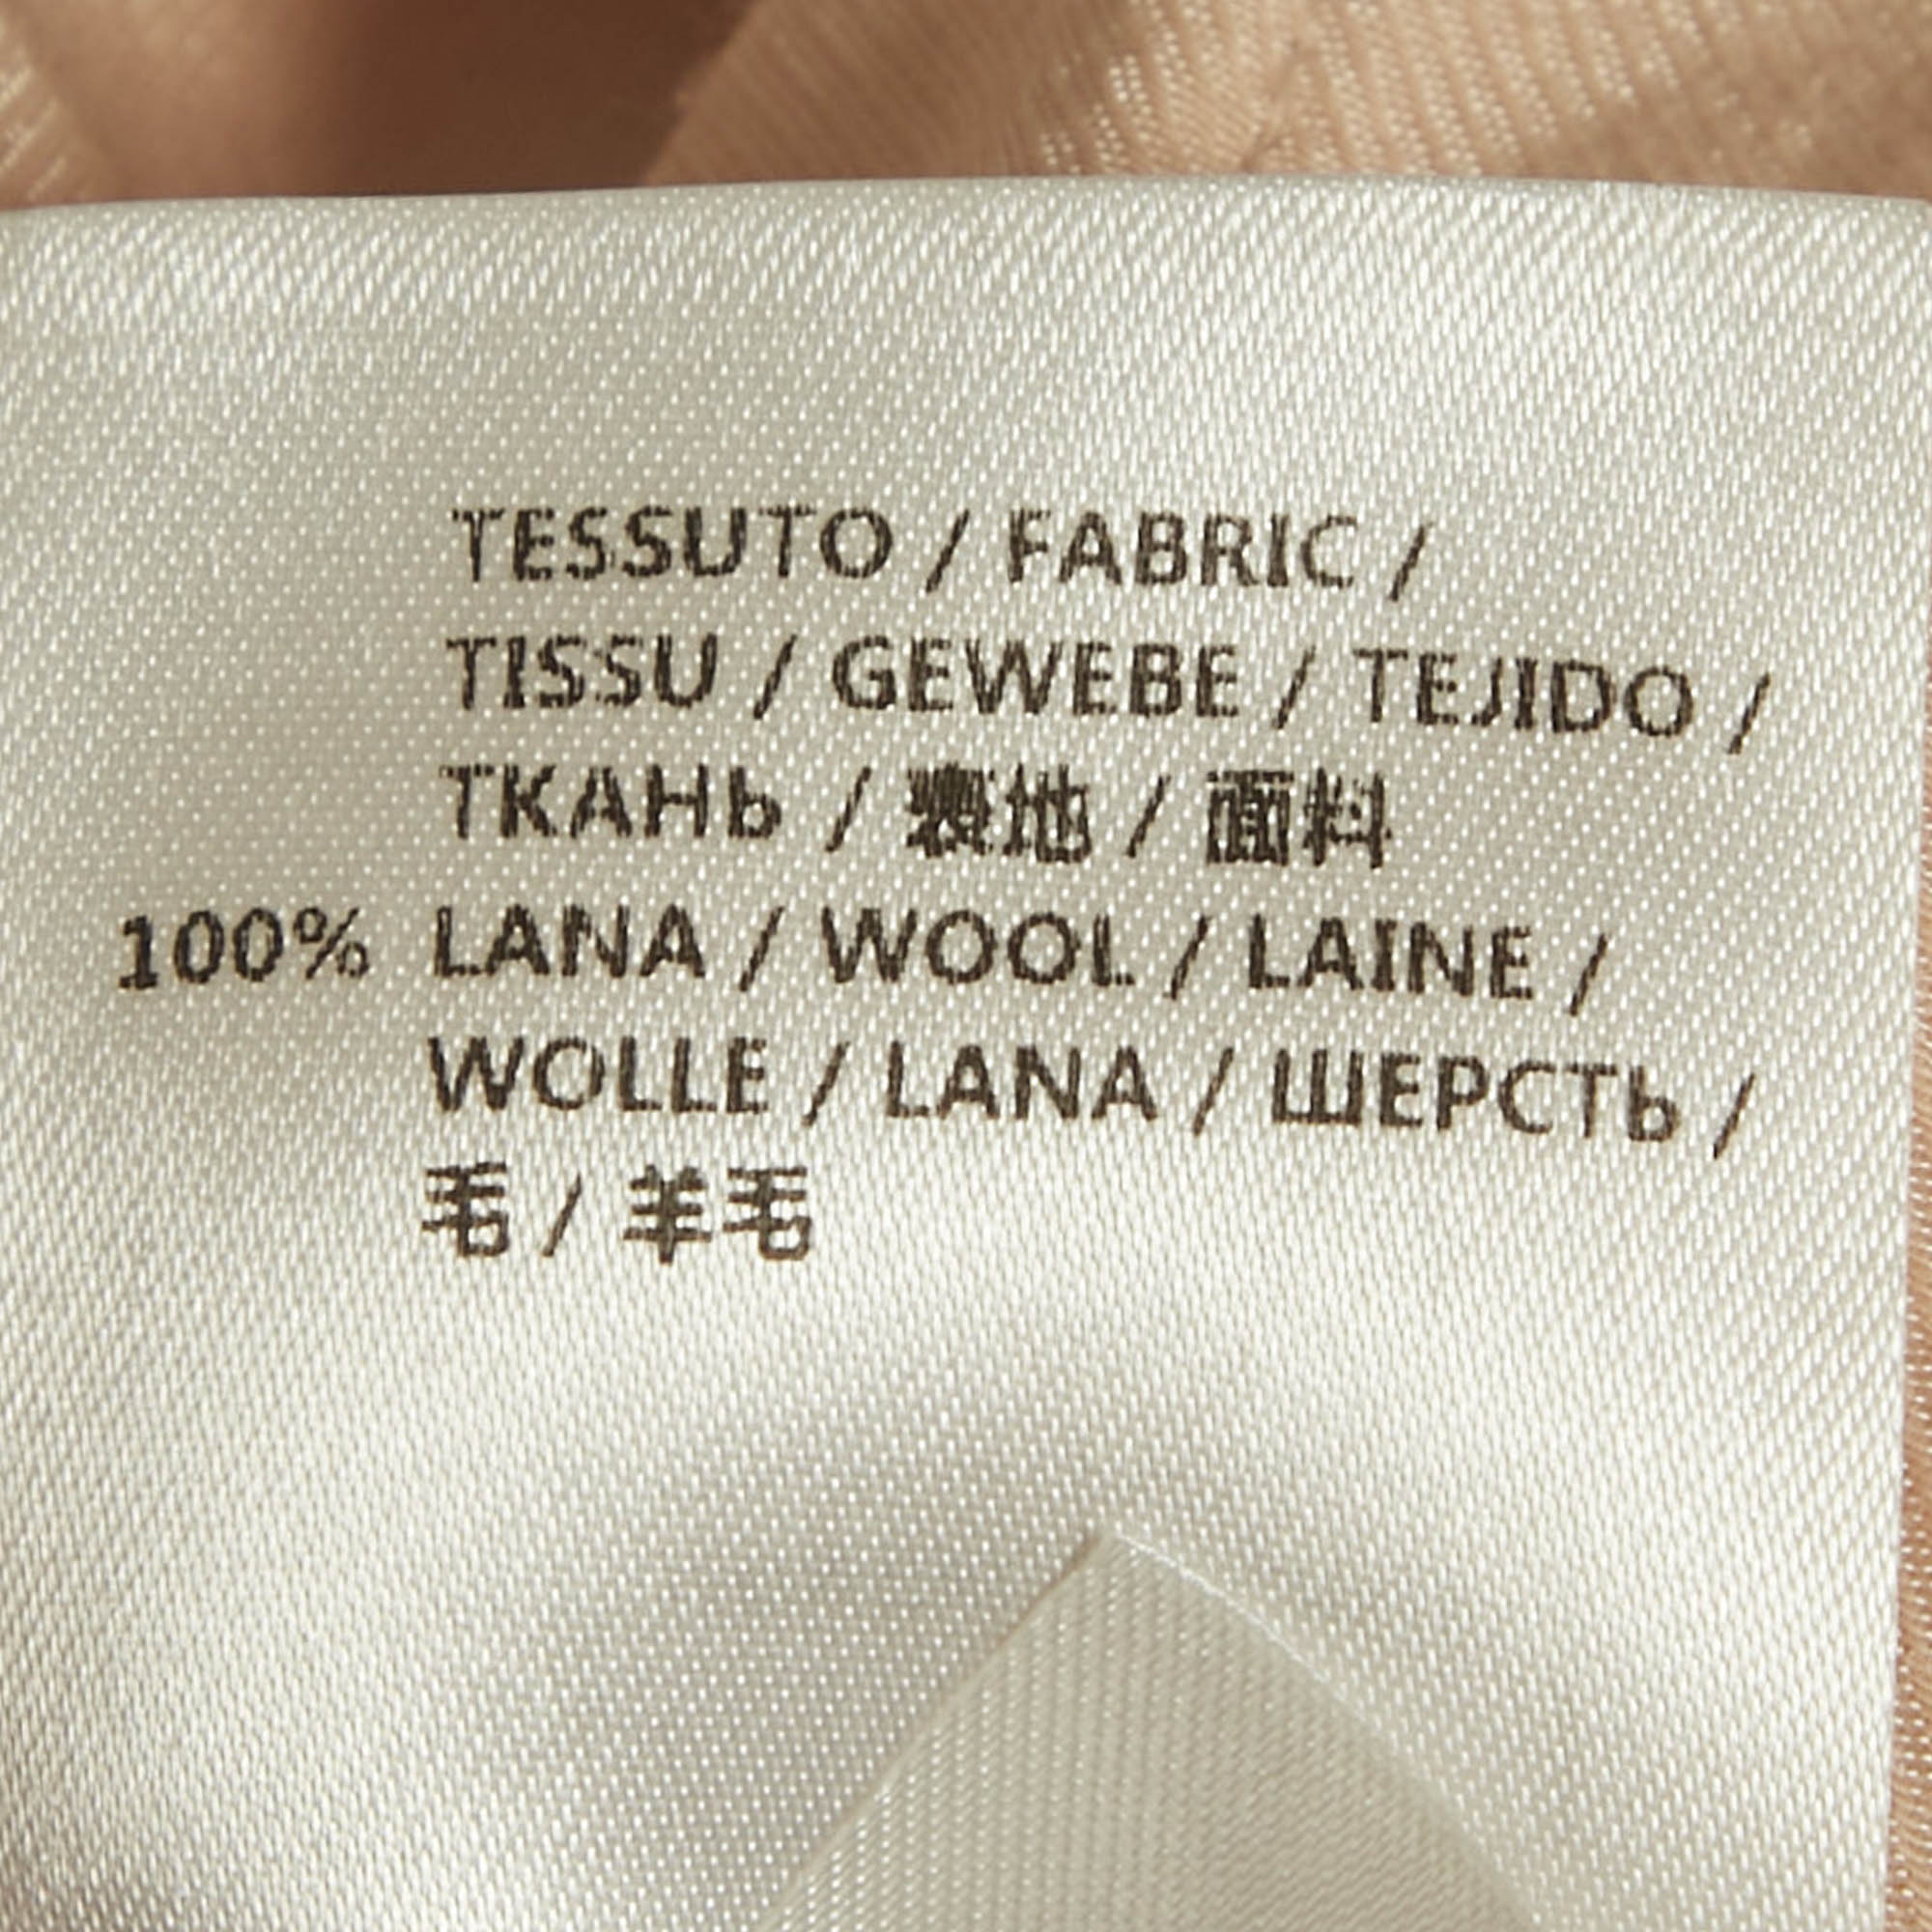 TESSUTO / FABRIC /
TISSU / GEWEBE / TEJIDO /
ТКАНЬ / 裏地 / 面料
100% LANA / WOOL / LAINE /
WOLLE / LANA / ШЕРСТЬ /
毛 / 羊毛